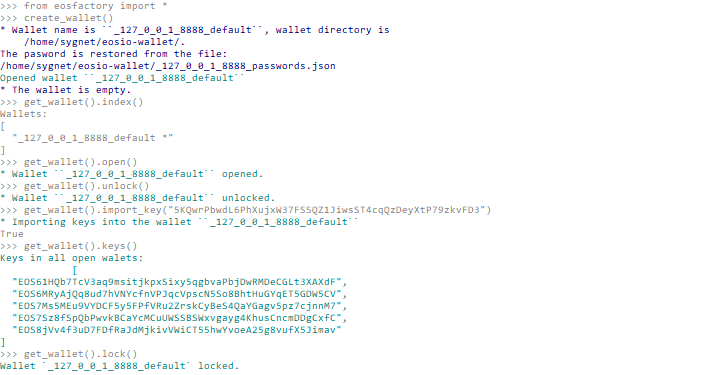 >>> from eosfactory import *
>>> create_wallet()
* Wallet name is ``_127_0_0_1_8888_default``, wallet directory is
/home/sygnet/eosio-wallet/.
The pasword is restored from the file:
/home/sygnet/eosio-wallet/_127_0_0_1_8888_passwords.json
Opened wallet ``_127_0_0_1_8888_default``
* The wallet is empty.
>>> get_wallet().index()
Wallets:
[
"_127_0_0_1_8888_default *"
]
>>> get_wallet().open()
* Wallet ``_127_0_0_1_8888_default`` opened.
>>> get_wallet().unlock()
* Wallet ``_127_0_0_1_8888_default`` unlocked.
>>> get_wallet().import_key("5KQwrPbwdL6PhXujxW37FSSQZ1JiwsST4cqQzDeyXtP79zkvFD3")
* Importing keys into the wallet ``_127_0_0_1_8888_default``
True
>>> get_wallet().keys()
Keys in all open walets:
[
"EOS61HQb7TcV3aq9msitjkpxSixy5qgbvaPbjDwRMDeCGLt3XAXdF",
"EOS6MRyAjQq8ud7hVNYcfnVPJqcVpscN5So8BhtHuGYqET5GDW5CV",
"EOS7Ms5MEu9VYDCF5y5FPfVRu2ZrskCyBeS4QaYGagv5pz7cjnnM7",
"EOS7Sz8fSpQbPwvkBCaYcMCuUWSSB5Wxvgayg4KhusCncmDDgCxfC",
"EOS8jVv4f3uD7FDfRaJdMjkivVWiCT55hwYvoeA25g8vufX5Jimav"
]
>>> get_wallet().lock()
Wallet `_127_0_0_1_8888_default` locked.